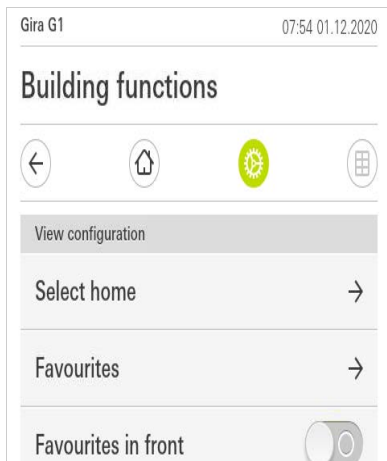 Gira G1 07:54 01.12.2020
Building functions
View configuration
Select home
Favourites
Favourites in front